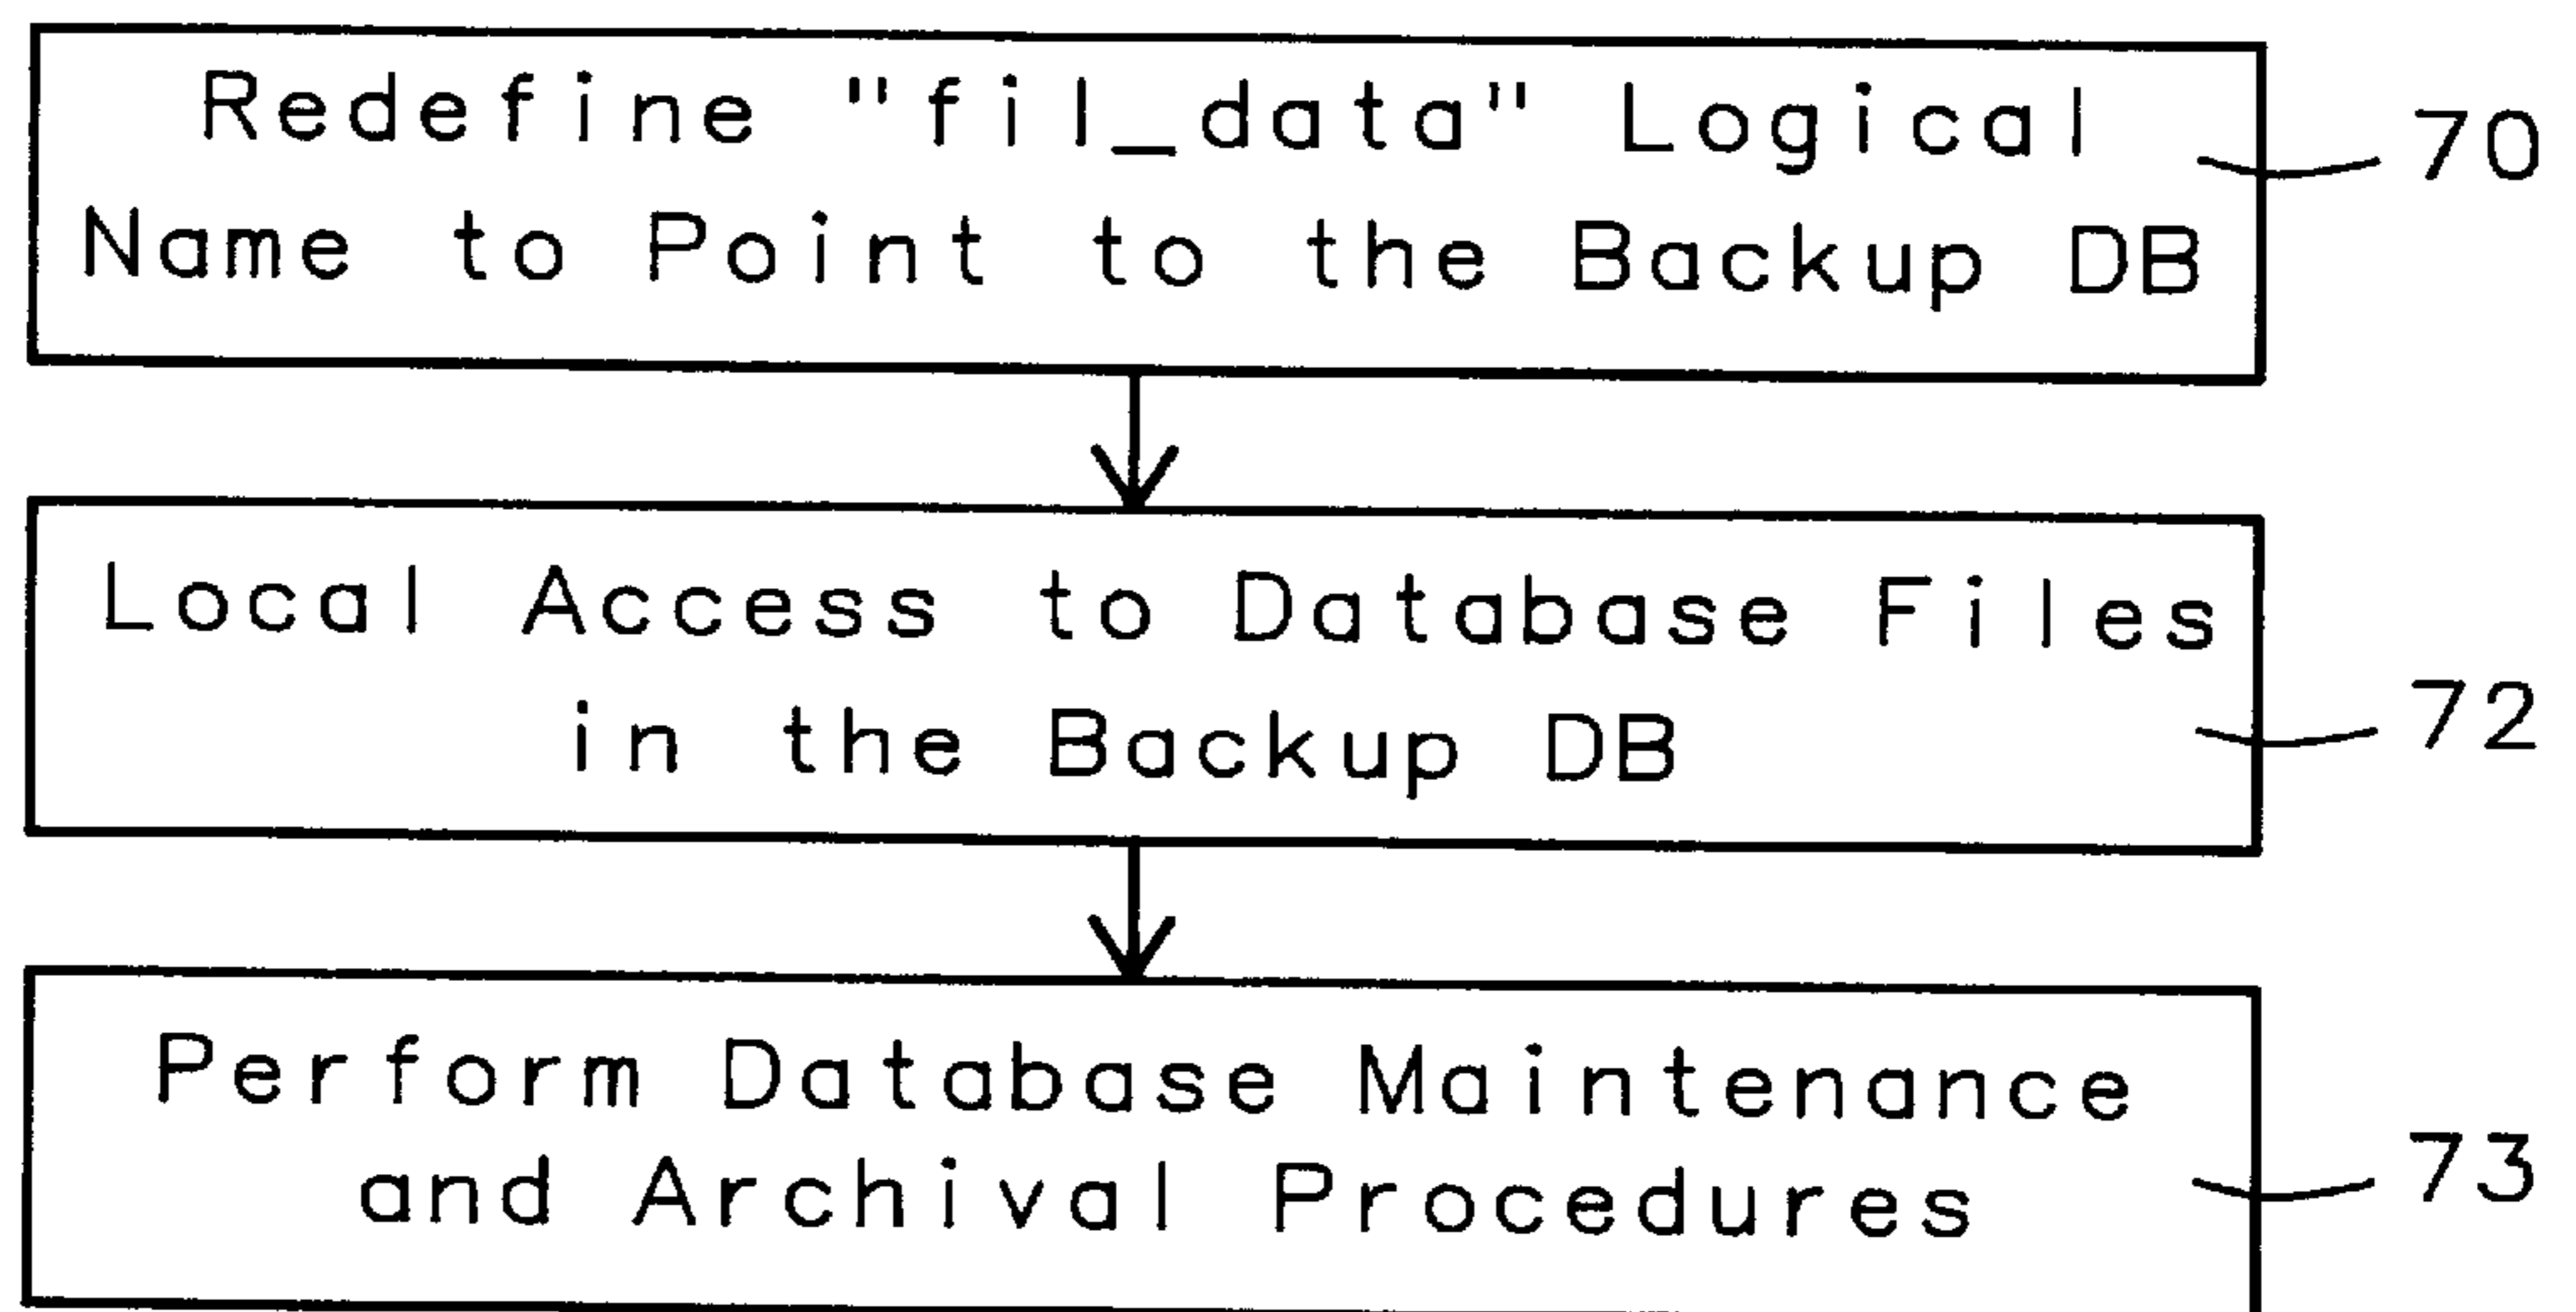 Redefine "fil_data" Logical
Name to Point to the Backup DB
70
Local Access to Database Files
in the Backup DB
72
Perform Database Maintenance
and Archival Procedures
73